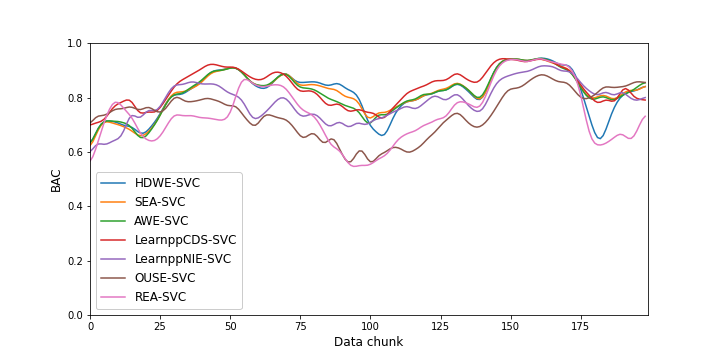 1.0
0.8
0.6
0.4
0.2
0.0
BAC
HDWE-SVC
SEA-SVC
AWE-SVC
LearnppCDS-SVC
LearnppNIE-SVC
OUSE-SVC
REA-SVC
0 25 50 75 100 125 150 175
Data chunk